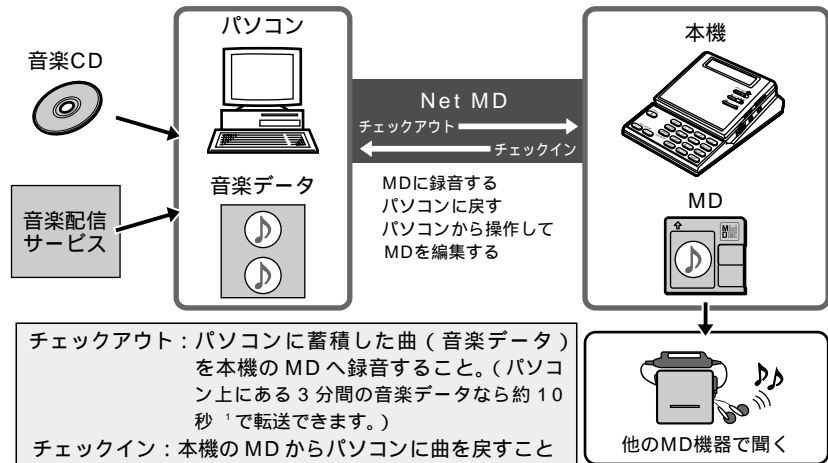 音楽CD
パソコン
本機
Net MD
チェックアウト
チェックイン
音楽データ
音楽配信
サービス
MDに録音する
パソコンに戻す
パソコンから操作して
MDを編集する
MD
チェックアウト：パソコンに蓄積した曲（音楽データ）
を本機の MD へ録音すること。（パソコ
ン上にある 3 分間の音楽データなら約 10
秒 1で転送できます。）
チェックイン：本機の MD からパソコンに曲を戻すこと
他のMD機器で聞く